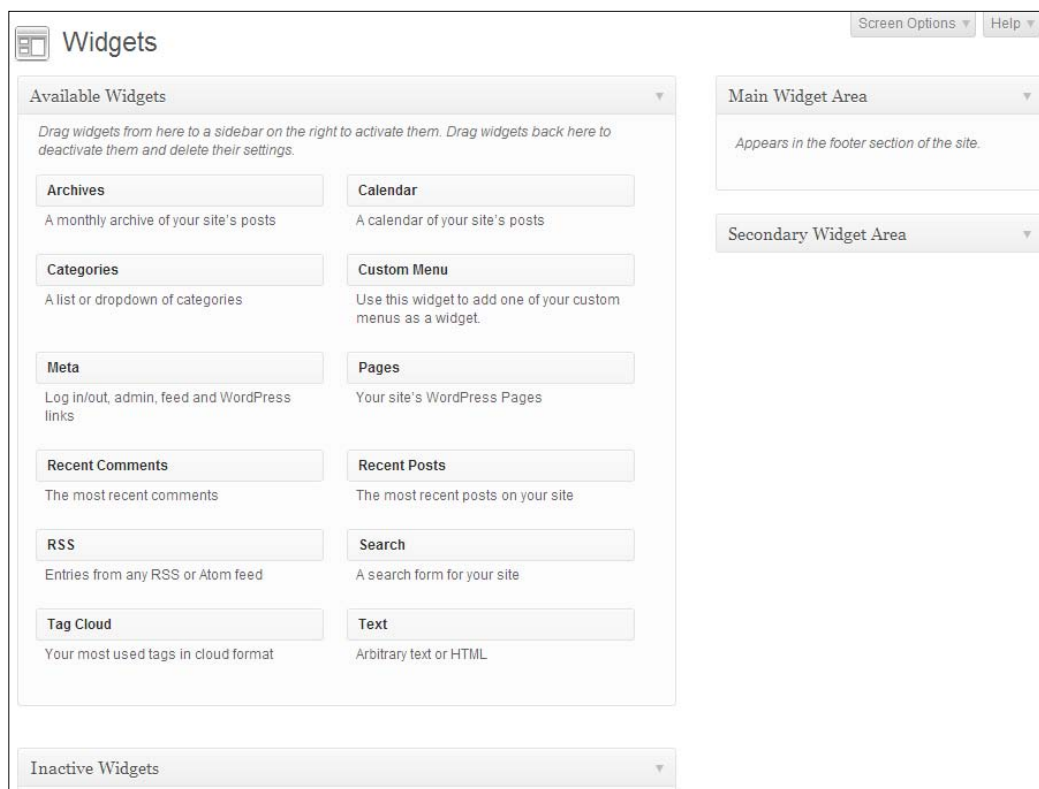 Screen Options
Help
Widgets
Available Widgets
Drag widgets from here to a sidebar on the right to activate them. Drag widgets back here to
deactivate them and delete their settings.
Archives
A monthly archive of your site's posts
Calendar
A calendar of your site's posts
Categories
A list or dropdown of categories
Custom Menu
Use this widget to add one of your custom
menus as a widget.
Meta
Log in/out, admin, feed and WordPress
links
Pages
Your site's WordPress Pages
Recent Comments
The most recent comments
Recent Posts
The most recent posts on your site
RSS
Entries from any RSS or Atom feed
Search
A search form for your site
Tag Cloud
Your most used tags in cloud format
Text
Arbitrary text or HTML
Inactive Widgets
Main Widget Area
Appears in the footer section of the site.
Secondary Widget Area